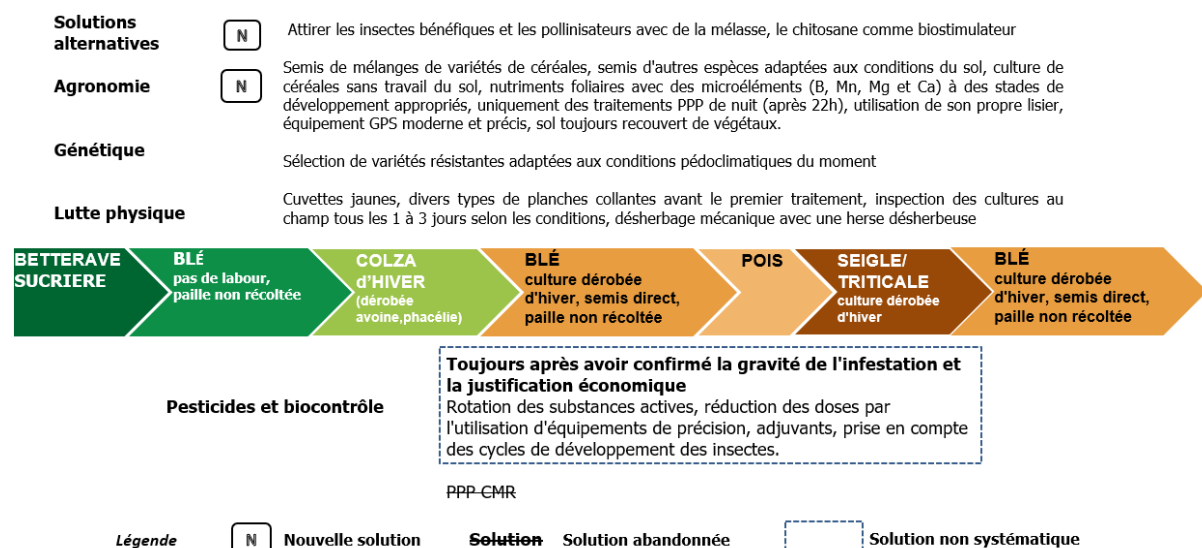 Solutions
alternatives
N
Attirer les insectes bénéfiques et les pollinisateurs avec de la mélasse, le chitosane comme biostimulateur
Agronomie
N
Semis de mélanges de variétés de céréales, semis d'autres espèces adaptées aux conditions du sol, culture de
céréales sans travail du sol, nutriments foliaires avec des microéléments (B, Mn, Mg et Ca) à des stades de
développement appropriés, uniquement des traitements PPP de nuit (après 22h), utilisation de son propre lisier,
équipement GPS moderne et précis, sol toujours recouvert de végétaux.
Génétique
Sélection de variétés résistantes adaptées aux conditions pédoclimatiques du moment
Lutte physique
Cuvettes jaunes, divers types de planches collantes avant le premier traitement, inspection des cultures au
champ tous les 1 à 3 jours selon les conditions, désherbage mécanique avec une herse désherbeuse
BETTERAVE
SUCRIERE
BLÉ
pas de labour,
paille non récoltée
COLZA
d'HIVER
(dérobée
avoine,phacélie)
BLÉ
culture dérobée
d'hiver, semis direct,
paille non récoltée
POIS
SEIGLE/
TRITICALE
culture dérobée
d'hiver
BLÉ
culture dérobée
d'hiver, semis direct,
paille non récoltée
Pesticides et biocontrôle
Toujours après avoir confirmé la gravité de l'infestation et
la justification économique
Rotation des substances actives, réduction des doses par
l'utilisation d'équipements de précision, adjuvants, prise en compte
des cycles de développement des insectes.
PPP CMR
Légende
N
Nouvelle solution
Solution
Solution abandonnée
Solution non systématique